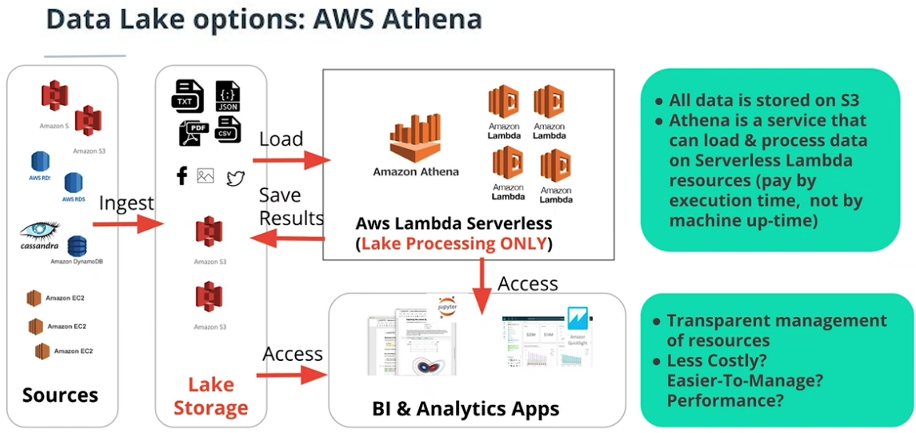 Data Lake options: AWS Athena
Amazon S
Amazon S3
AWS RDI
AWS RDS
cassandra
Amazon DynamoDB
Amazon EC2
Amazon EC2
Amazon EC2
Sources
Ingest
TXT
{:}
JSON
PDF
CSV
Amazon S3
Amazon S3
Lake
Storage
Load
Save
Results
Access
Amazon Athena
Amazon
Lambda
Amazon
Lambda
Amazon
Lambda
Amazon
Lambda
Aws Lambda Serverless
(Lake Processing ONLY)
Access
jupyter
Amazon
QuickSight
BI & Analytics Apps
● All data is stored on S3
● Athena is a service that
can load & process data
on Serverless Lambda
resources (pay by
execution time, not by
machine up-time)
● Transparent management
of resources
● Less Costly?
Easier-To-Manage?
Performance?